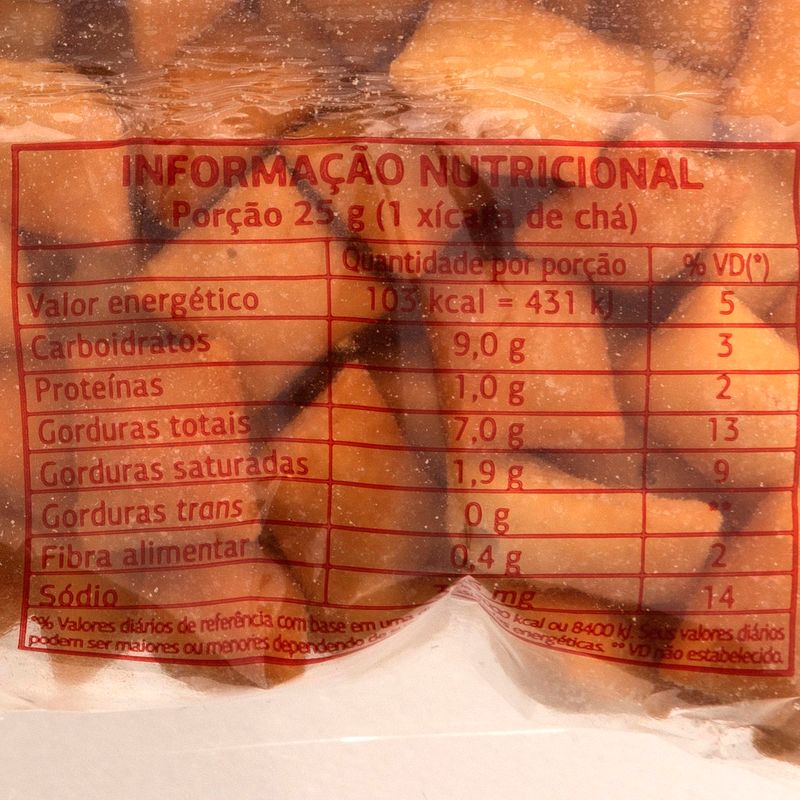 INFORMAÇÃO NUTRICIONAL
Porção 25 g (1 xícara de chá)
Quantidade por porção % VD(*)
Valor energético 103 kcal = 431 kJ 5
Carboidratos 9,0 g 3
Proteínas 1,0 g 2
Gorduras totais 7,0 g 13
Gorduras saturadas 1,9 g 9
Gorduras trans 0 g **
Fibra alimentar 0,4 g 2
Sódio mg 14
*% Valores diários de referência com base em uma kcal ou 8400 kJ. Seus valores diários
podem ser maiores ou menores dependendo de energéticas. ** VD não estabelecido.